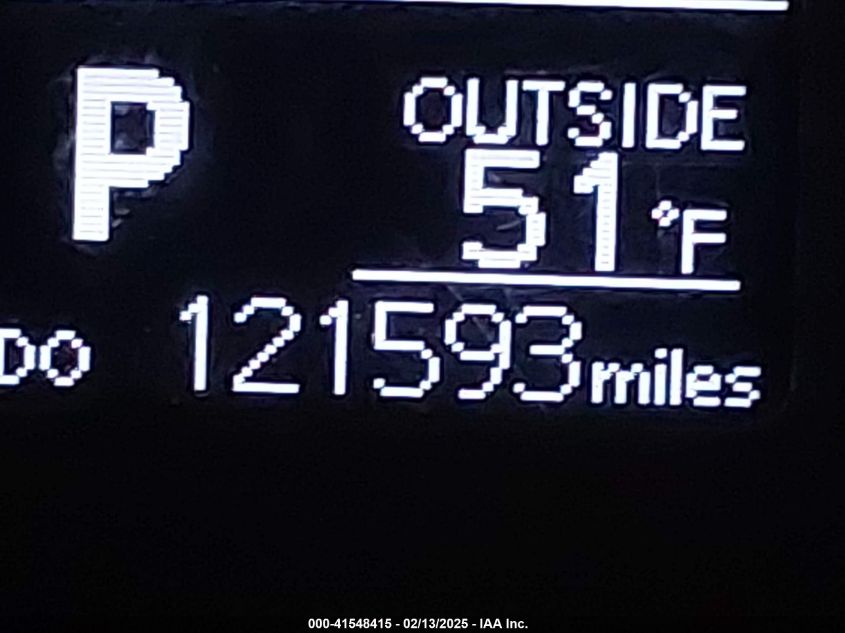 P
OUTSIDE
51 °F
DO 121593 miles
000-41548415 - 02/13/2025 - IAA Inc.